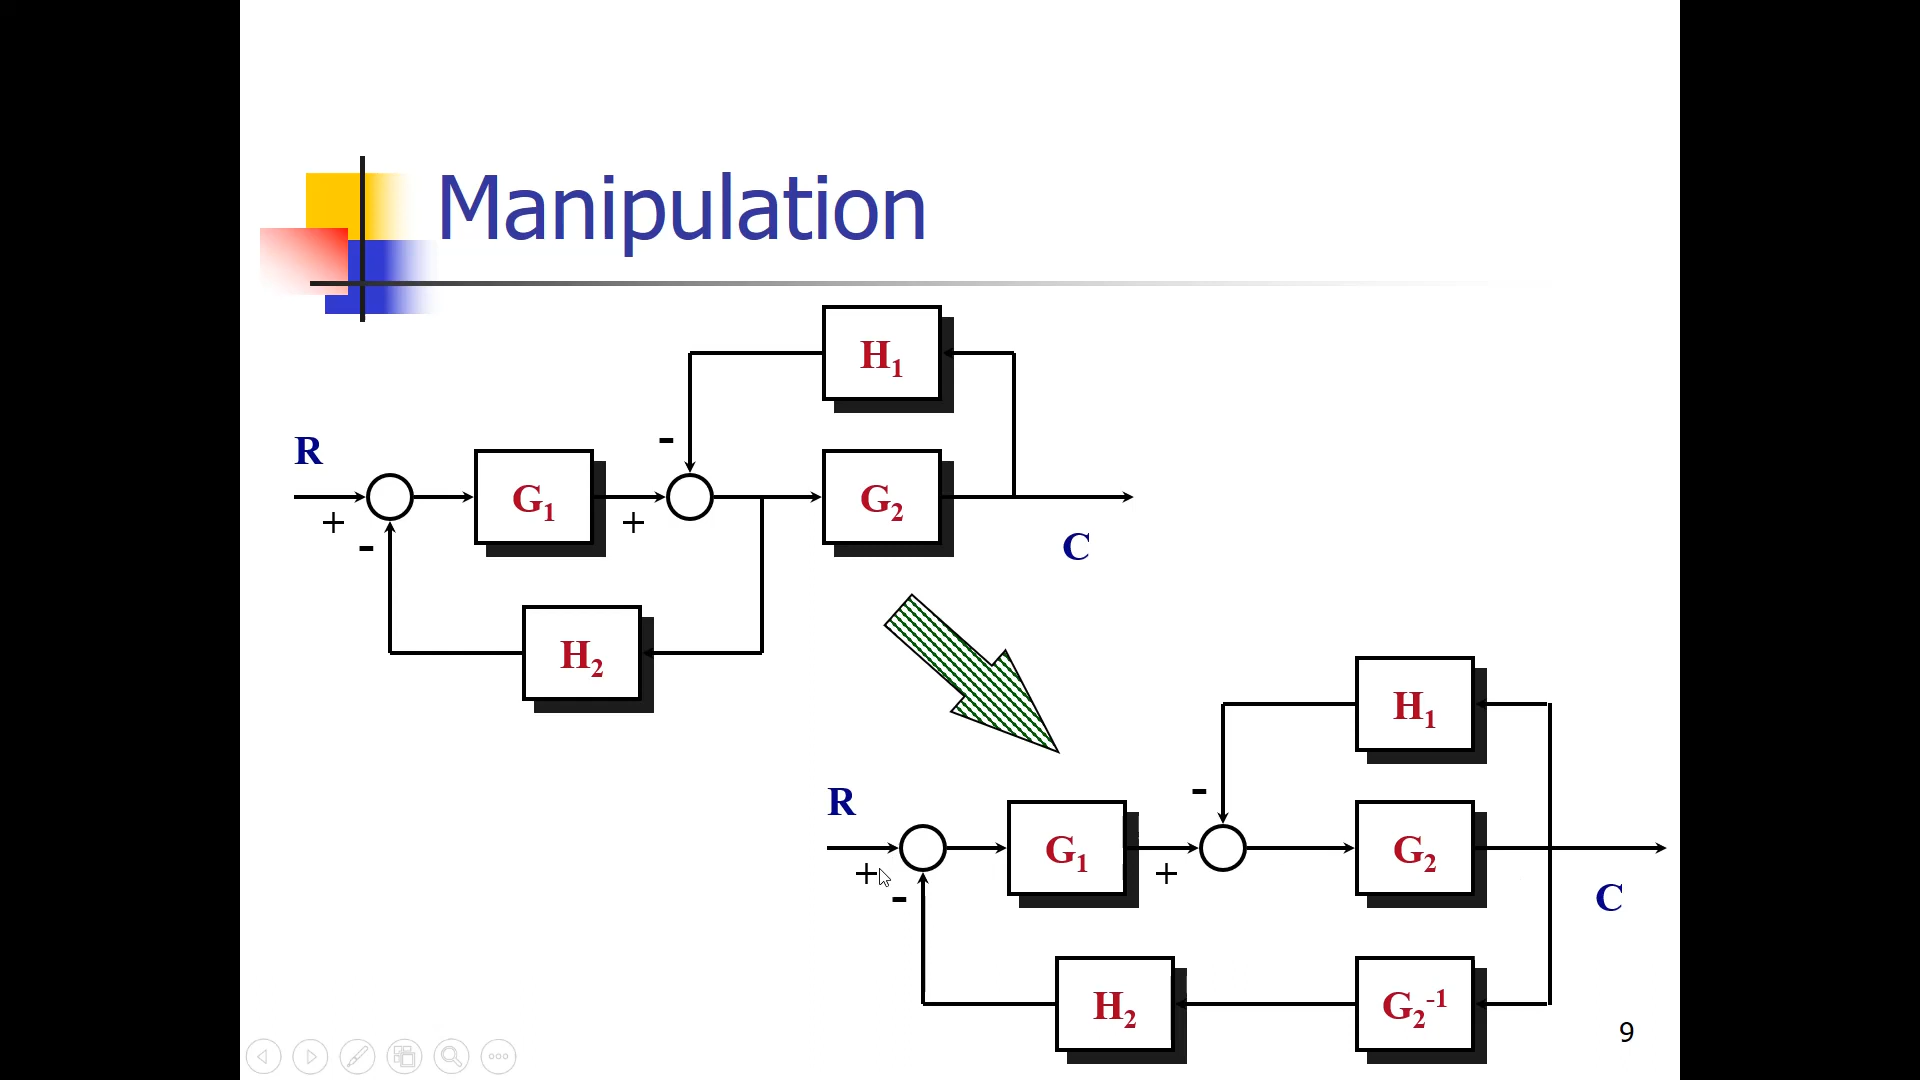 Manipulation
H₁
-
R
G₁
G₂
+
+
-
C
H₂
H₁
-
R
G₁
G₂
+
+
-
C
H₂
G₂⁻¹
9